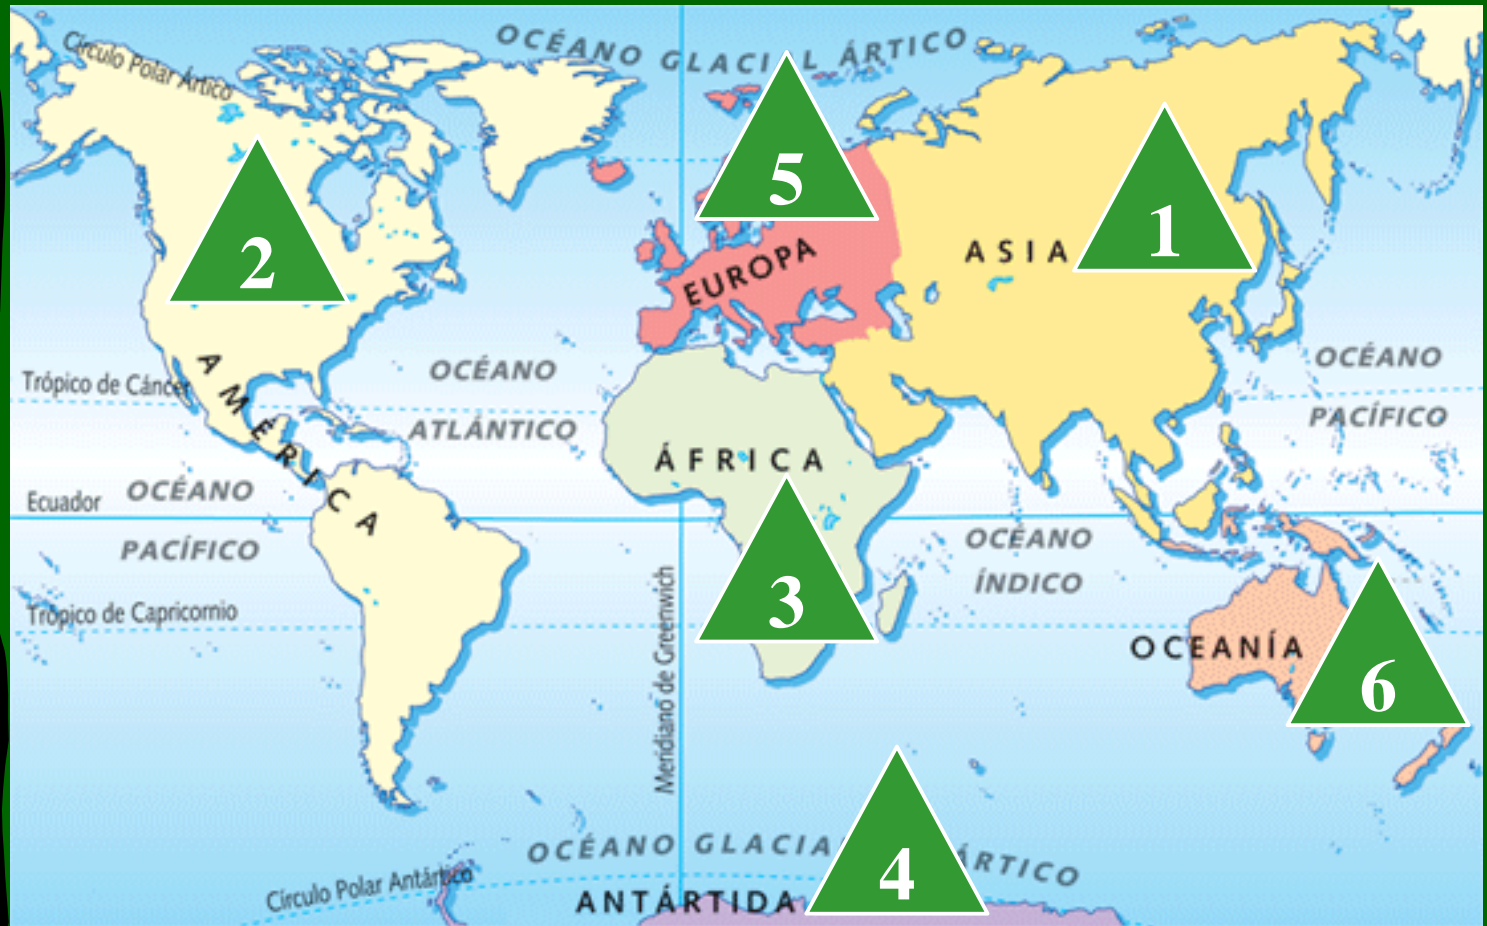 OCÉANO GLACIAL ÁRTICO
Círculo Polar Ártico
5
1
2
EUROPA
ASIA
AMÉRICA
OCÉANO
ATLÁNTICO
OCÉANO
PACÍFICO
Trópico de Cáncer
ÁFRICA
Ecuador
OCÉANO
PACÍFICO
OCÉANO
ÍNDICO
3
Trópico de Capricornio
Meridiano de Greenwich
OCEANÍA
6
OCÉANO GLACIA ÁRTICO
4
Círculo Polar Antártico
ANTÁRTIDA